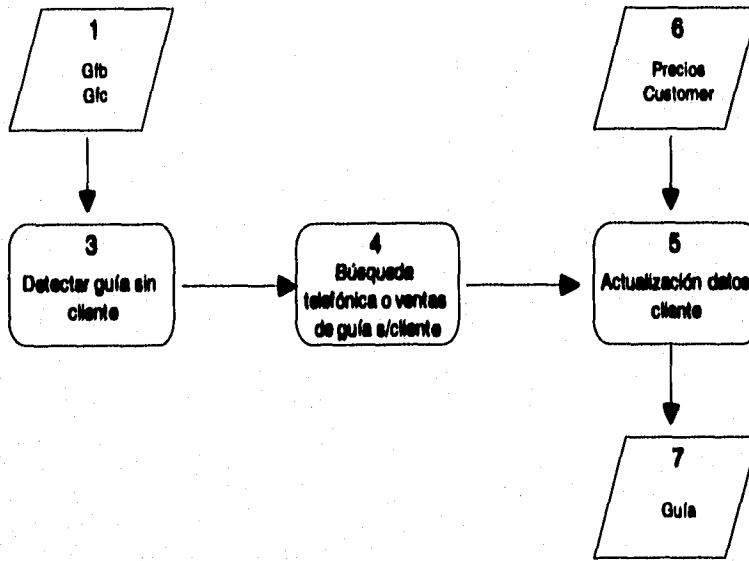 1
Gfb
Gfc
6
Precios
Customer
3
Detectar guía sin
cliente
4
Búsqueda
telefónica o ventas
de guía s/cliente
5
Actualización datos
cliente
7
Guía